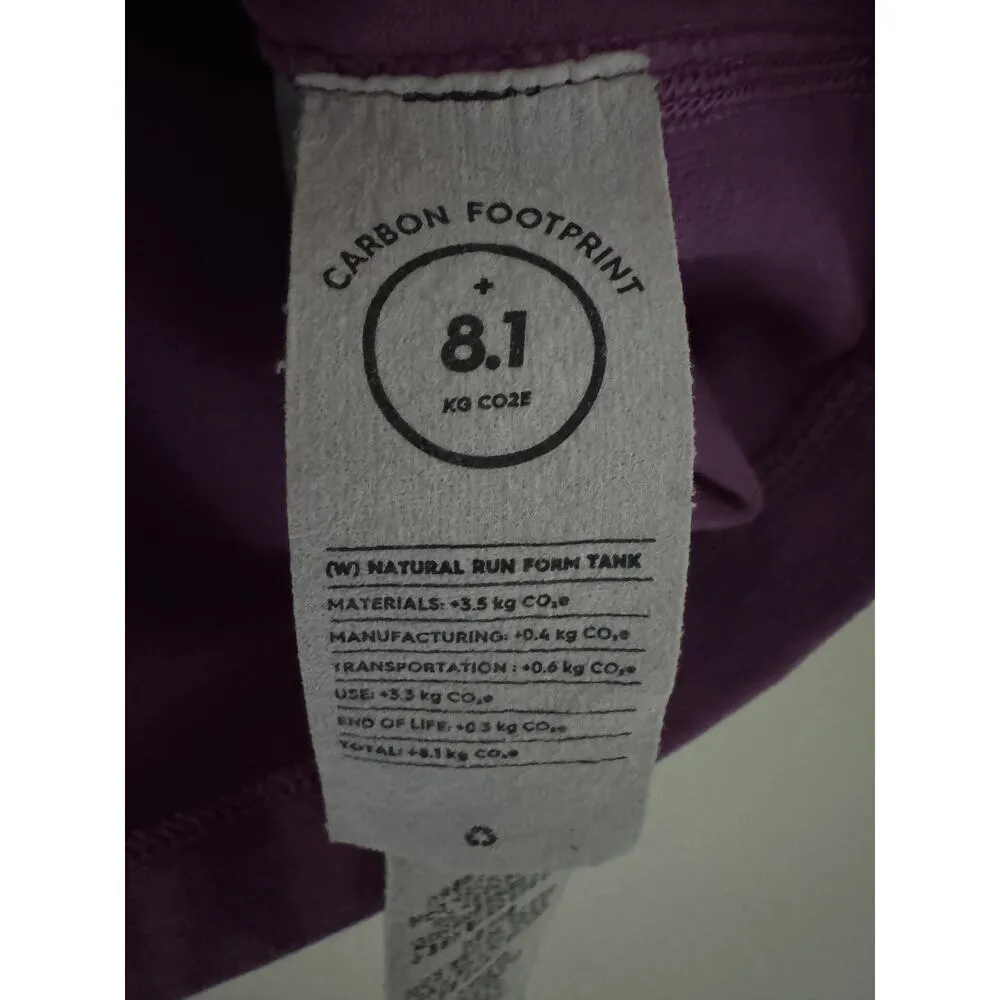 CARBON FOOTPRINT
+
8.1
KG CO2E
(W) NATURAL RUN FORM TANK
MATERIALS: +3.5 kg CO₂e
MANUFACTURING: +0.4 kg CO₂e
TRANSPORTATION : +0.6 kg CO₂e
USE: +3.3 kg CO₂e
END OF LIFE: +0.3 kg CO₂e
TOTAL: +8.1 kg CO₂e